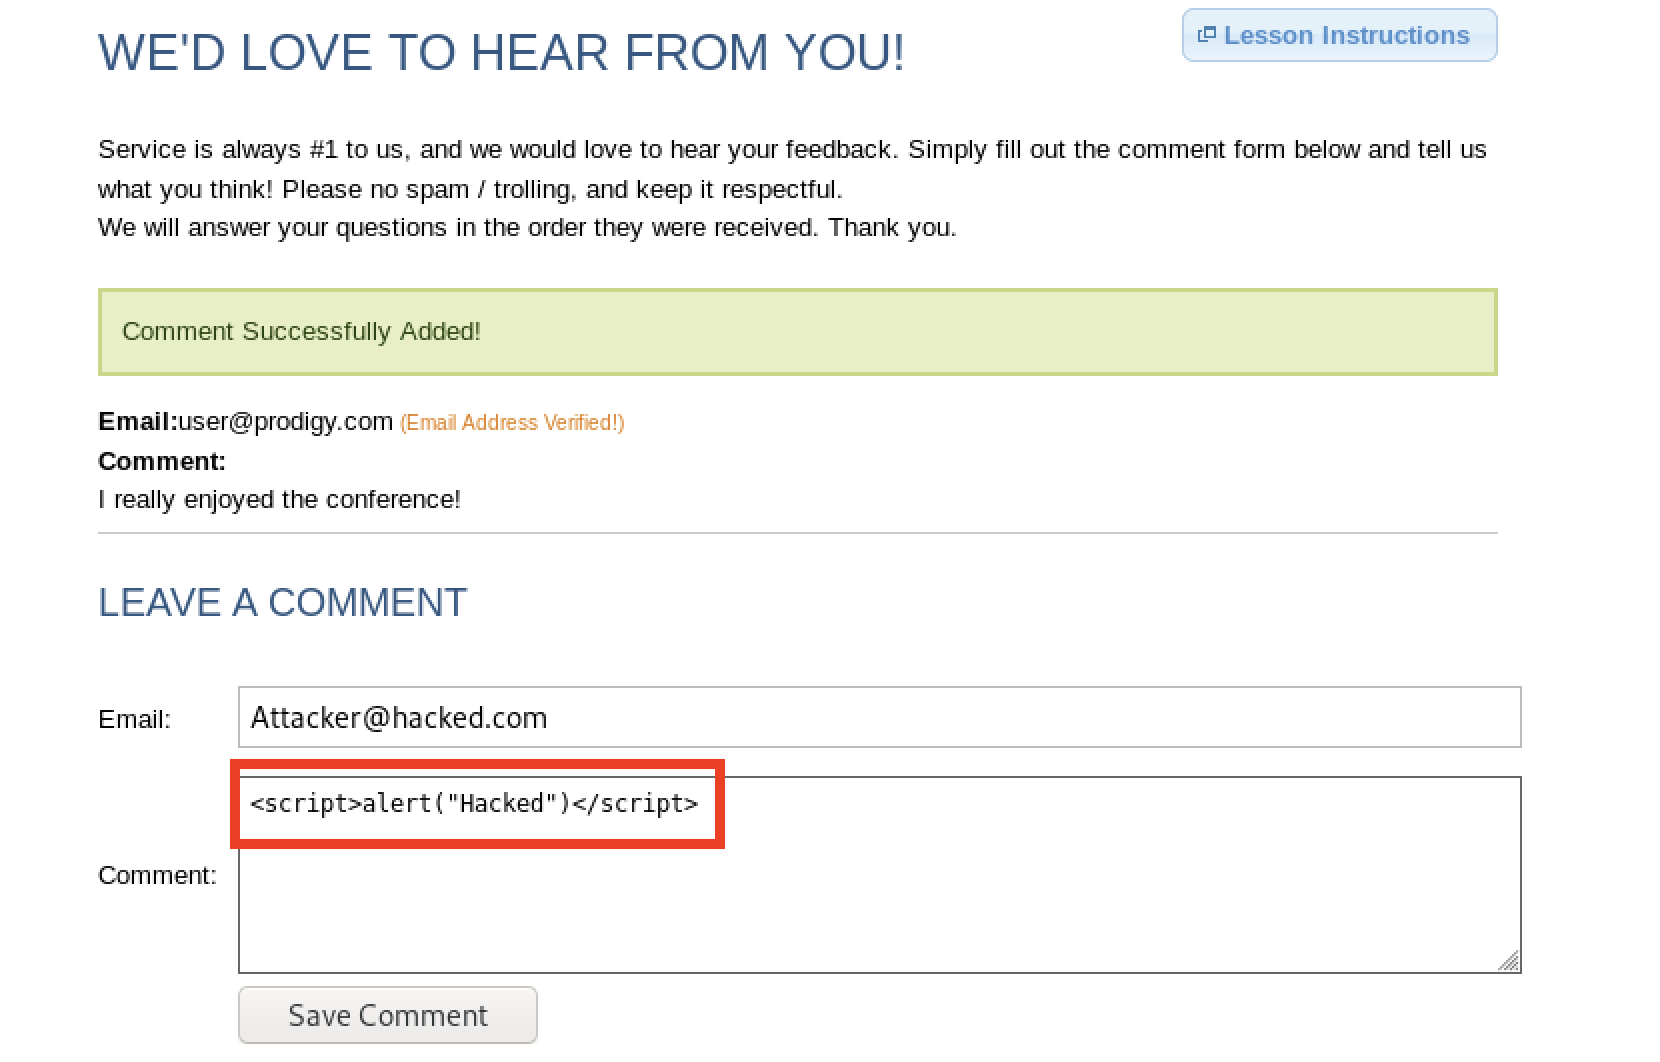 WE'D LOVE TO HEAR FROM YOU!
Lesson Instructions
Service is always #1 to us, and we would love to hear your feedback. Simply fill out the comment form below and tell us
what you think! Please no spam / trolling, and keep it respectful.
We will answer your questions in the order they were received. Thank you.
Comment Successfully Added!
Email:user@prodigy.com (Email Address Verified!)
Comment:
I really enjoyed the conference!
LEAVE A COMMENT
Email: Attacker@hacked.com
<script>alert("Hacked")</script>
Comment:
Save Comment